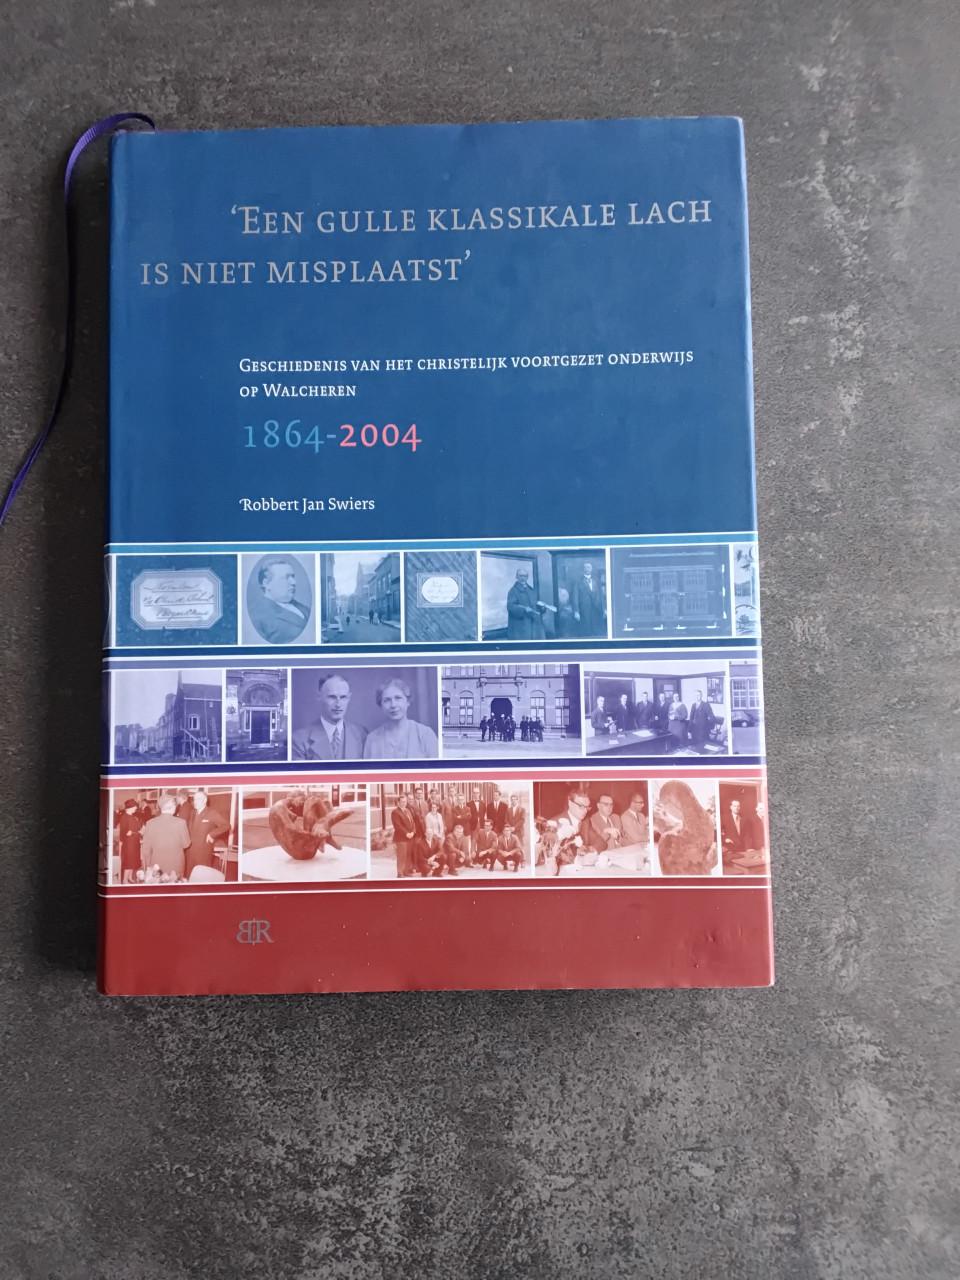 ‘Een gulle klassikale lach
is niet misplaatst’
Geschiedenis van het christelijk voortgezet onderwijs
op Walcheren
1864-2004
Robbert Jan Swiers